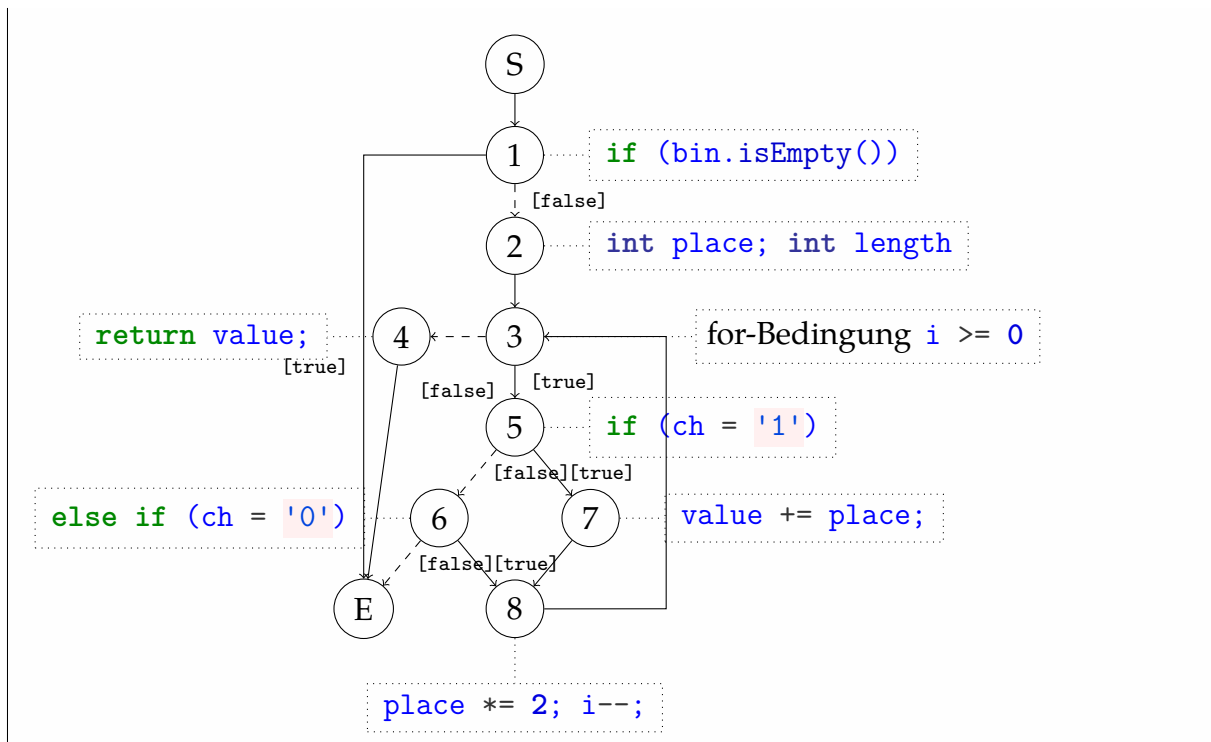 S
1
if (bin.isEmpty())
[false]
2
int place; int length
return value;
4
3
for-Bedingung i >= 0
[true]
[false]
[true]
5
if (ch = '1')
[false][true]
else if (ch = '0')
6
7
value += place;
[false][true]
E
8
place *= 2; i--;